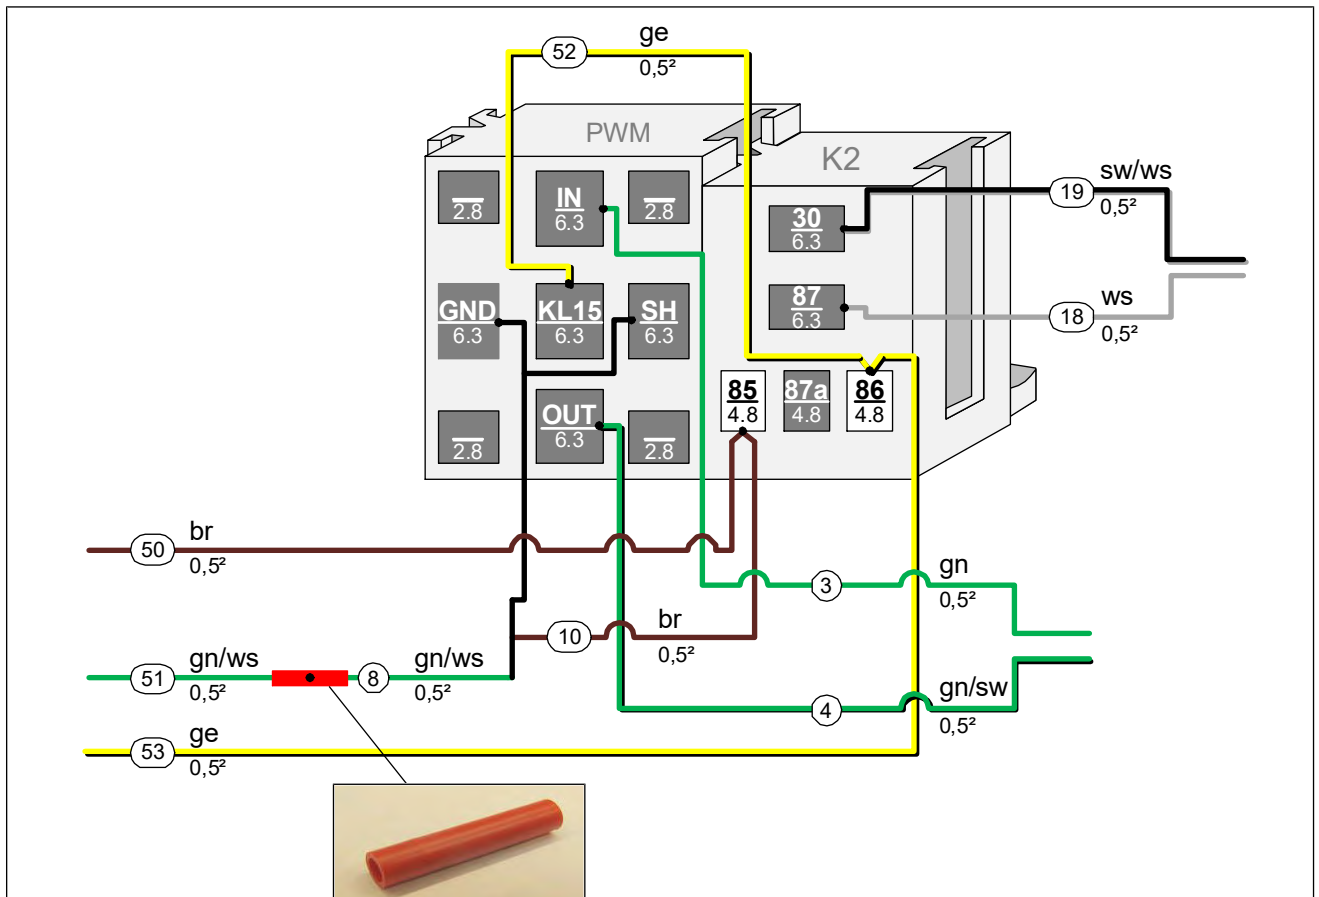 52
ge
0,5²
PWM
K2
2.8
IN
6.3
2.8
30
6.3
19
sw/ws
0,5²
87
6.3
18
ws
0,5²
GND
6.3
KL15
6.3
SH
6.3
85
4.8
87a
4.8
86
4.8
2.8
OUT
6.3
2.8
50
br
0,5²
3
gn
0,5²
10
br
0,5²
51
gn/ws
0,5²
8
gn/ws
0,5²
4
gn/sw
0,5²
53
ge
0,5²